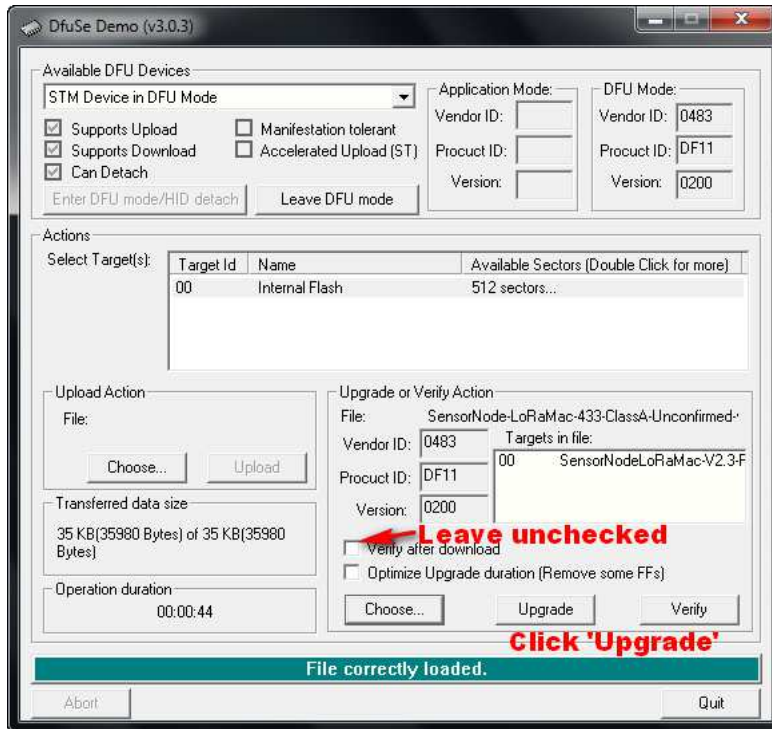 DfuSe Demo (v3.0.3)
Available DFU Devices
STM Device in DFU Mode
Supports Upload
Manifestation tolerant
Supports Download
Accelerated Upload (ST)
Can Detach
Enter DFU mode/HID detach
Leave DFU mode
Application Mode:
Vendor ID:
Procuct ID:
Version:
DFU Mode:
Vendor ID: 0483
Procuct ID: DF11
Version: 0200
Actions
Select Target(s):
Target Id Name Available Sectors (Double Click for more)
00 Internal Flash 512 sectors...
Upload Action
File:
Choose... Upload
Transferred data size
35 KB(35980 Bytes) of 35 KB(35980
Bytes)
Operation duration
00:00:44
Upgrade or Verify Action
File: SensorNode-LoRaMac-433-ClassA-Unconfirmed-
Vendor ID: 0483
Procuct ID: DF11
Version: 0200
Targets in file:
00 SensorNodeLoRaMac-V2.3-F
Leave unchecked
Verify after download
Optimize Upgrade duration (Remove some FFs)
Choose... Upgrade Verify
Click 'Upgrade'
File correctly loaded.
Abort Quit